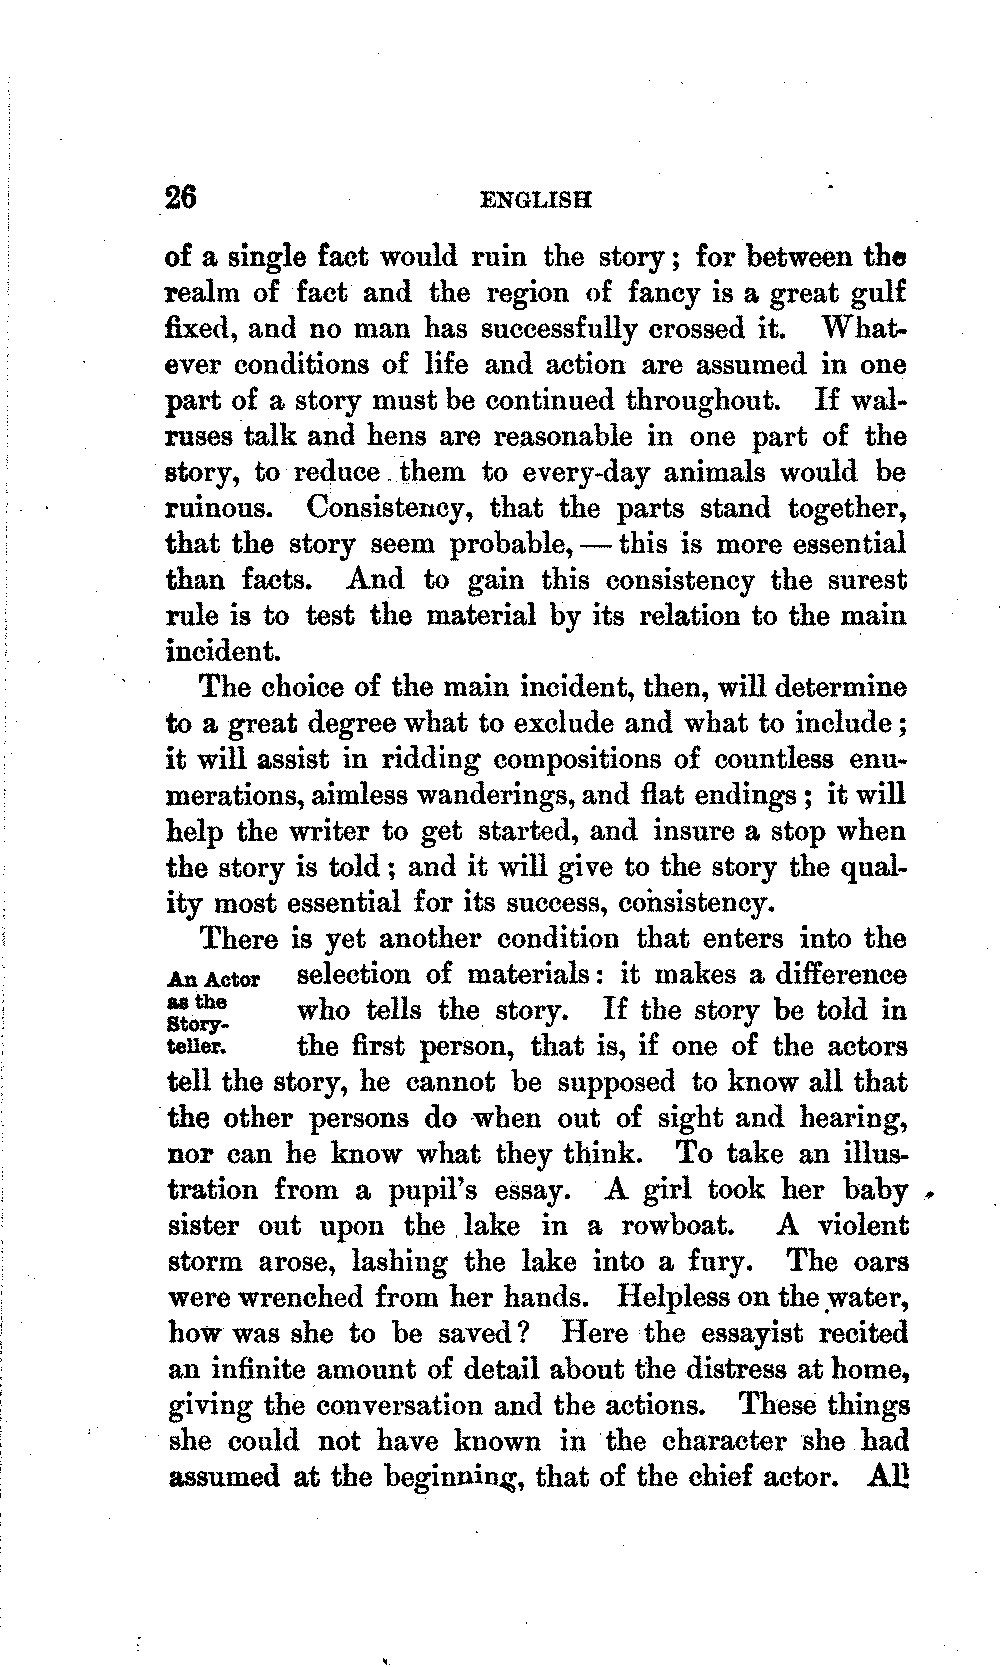 26 ENGLISH
of a single fact would ruin the story; for between the
realm of fact and the region of fancy is a great gulf
fixed, and no man has successfully crossed it. What-
ever conditions of life and action are assumed in one
part of a story must be continued throughout. If wal-
ruses talk and hens are reasonable in one part of the
story, to reduce them to every-day animals would be
ruinous. Consistency, that the parts stand together,
that the story seem probable, — this is more essential
than facts. And to gain this consistency the surest
rule is to test the material by its relation to the main
incident.
The choice of the main incident, then, will determine
to a great degree what to exclude and what to include;
it will assist in ridding compositions of countless enu-
merations, aimless wanderings, and flat endings; it will
help the writer to get started, and insure a stop when
the story is told; and it will give to the story the qual-
ity most essential for its success, consistency.
There is yet another condition that enters into the
An Actor
as the
Story-
teller.
selection of materials: it makes a difference
who tells the story. If the story be told in
the first person, that is, if one of the actors
tell the story, he cannot be supposed to know all that
the other persons do when out of sight and hearing,
nor can he know what they think. To take an illus-
tration from a pupil's essay. A girl took her baby
sister out upon the lake in a rowboat. A violent
storm arose, lashing the lake into a fury. The oars
were wrenched from her hands. Helpless on the water,
how was she to be saved? Here the essayist recited
an infinite amount of detail about the distress at home,
giving the conversation and the actions. These things
she could not have known in the character she had
assumed at the beginning, that of the chief actor. All